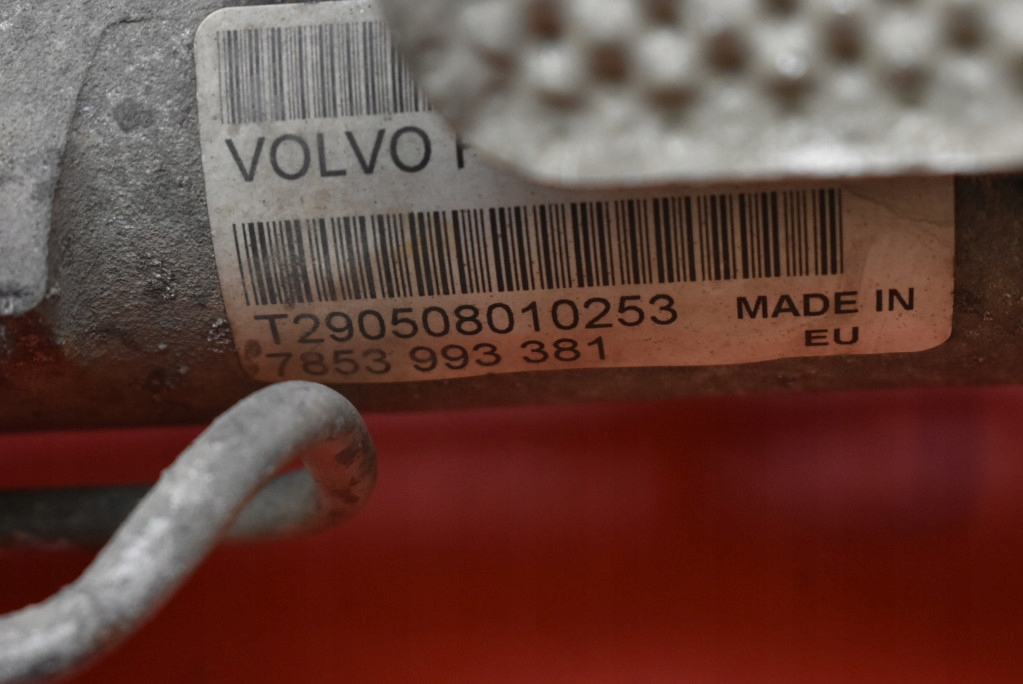 VOLVO
T290508010253
7853 993 381
MADE IN
EU